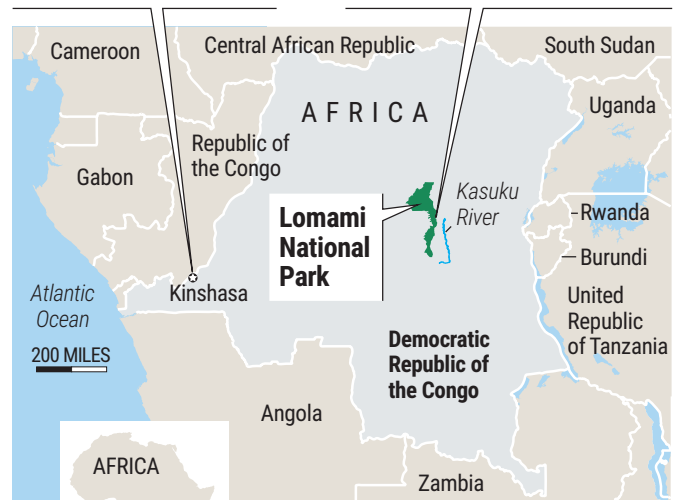 Cameroon
Central African Republic
South Sudan
AFRICA
Uganda
Republic of
the Congo
Gabon
Kasuku
River
Lomami
National
Park
Rwanda
Burundi
Kinshasa
Atlantic
Ocean
200 MILES
United
Republic
of Tanzania
Democratic
Republic of
the Congo
Angola
AFRICA
Zambia